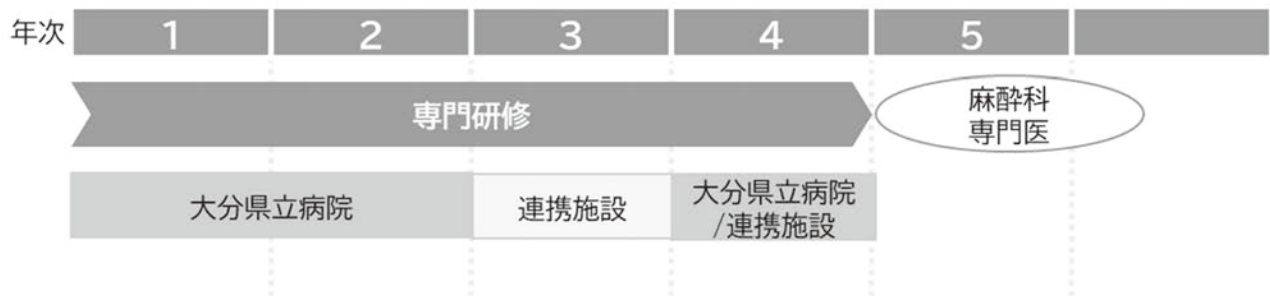 年次 1 2 3 4 5
専門研修
麻酔科
専門医
大分県立病院
連携施設
大分県立病院
/連携施設